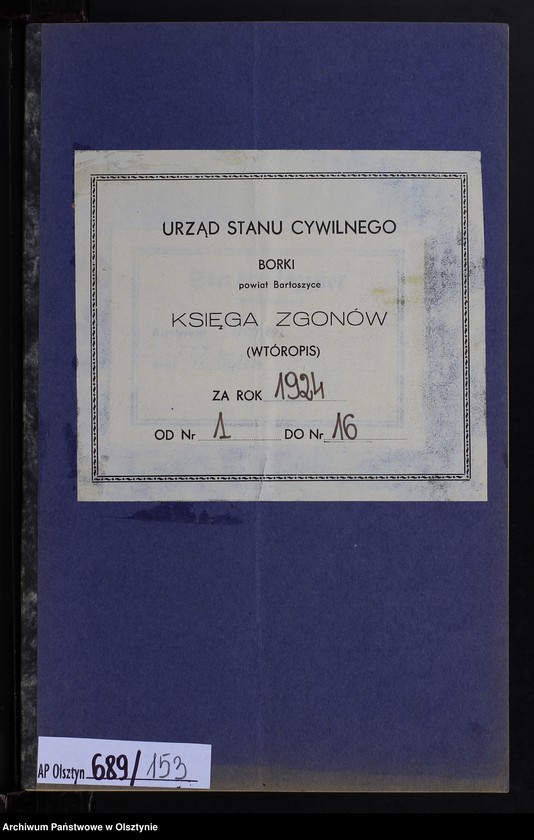 URZĄD STANU CYWILNEGO
BORKI
powiat Bartoszyce
KSIĘGA ZGONÓW
(WTÓROPIS)
ZA ROK 1924
OD Nr 1 DO Nr 16
AP Olsztyn 689/153
Archiwum Państwowe w Olsztynie